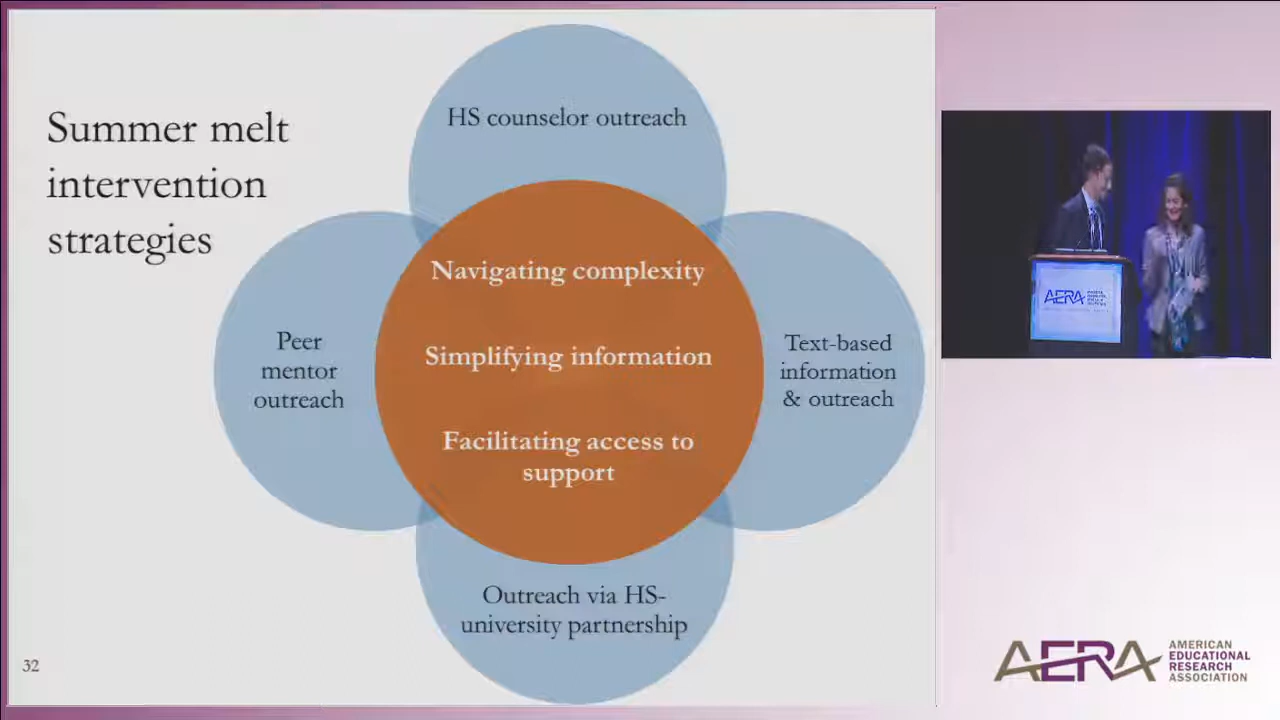 Summer melt
intervention
strategies
HS counselor outreach
Navigating complexity
Simplifying information
Facilitating access to
support
Peer
mentor
outreach
Text-based
information
& outreach
Outreach via HS-
university partnership
32
AERA
AERA
AMERICAN
EDUCATIONAL
RESEARCH
ASSOCIATION